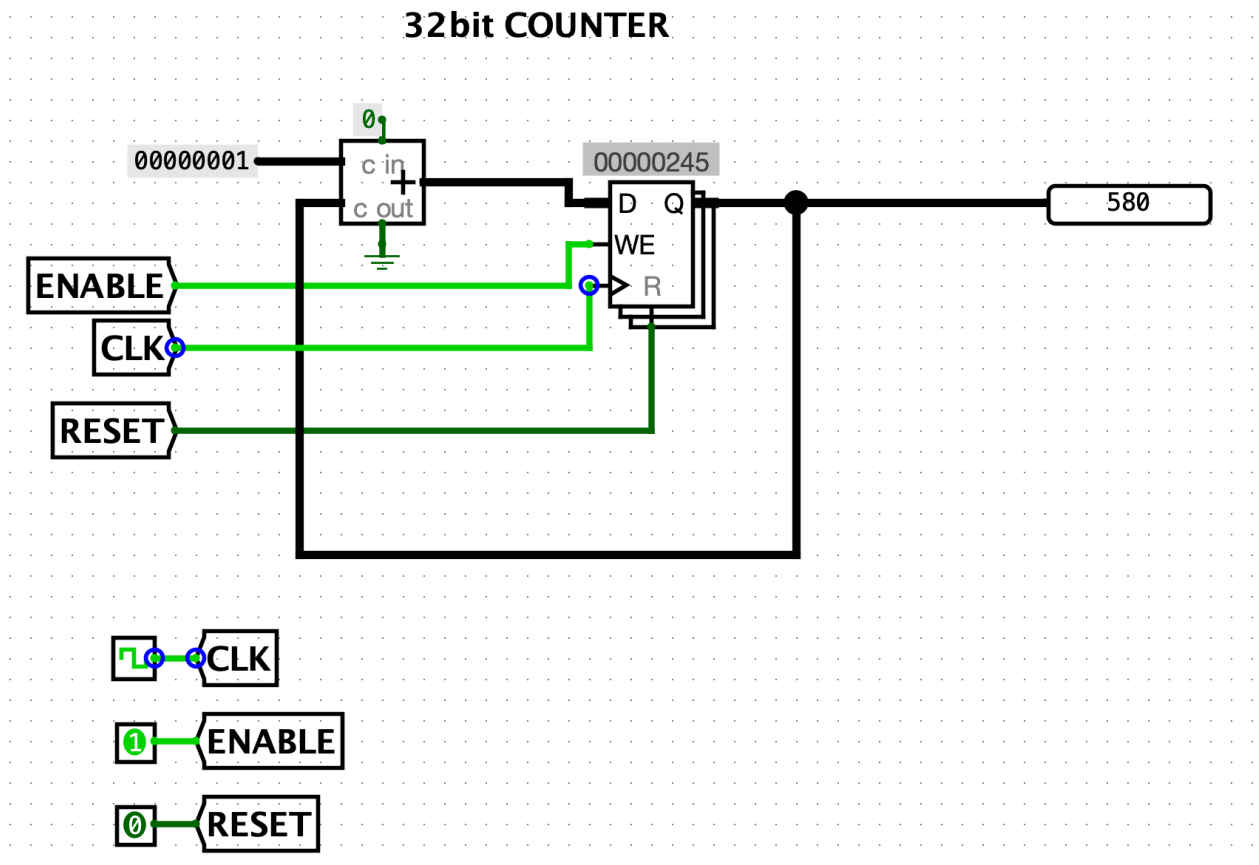 32bit COUNTER
0
00000001
c in
+
c out
00000245
D Q
WE
R
580
ENABLE
CLK
RESET
CLK
1 ENABLE
0 RESET